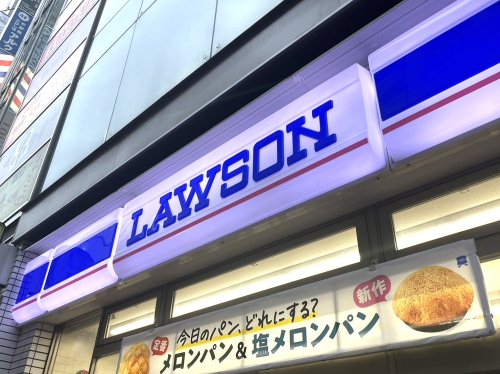 LAWSON
今日のパン、どれにする?
定番
メロンパン & 塩メロンパン
新作